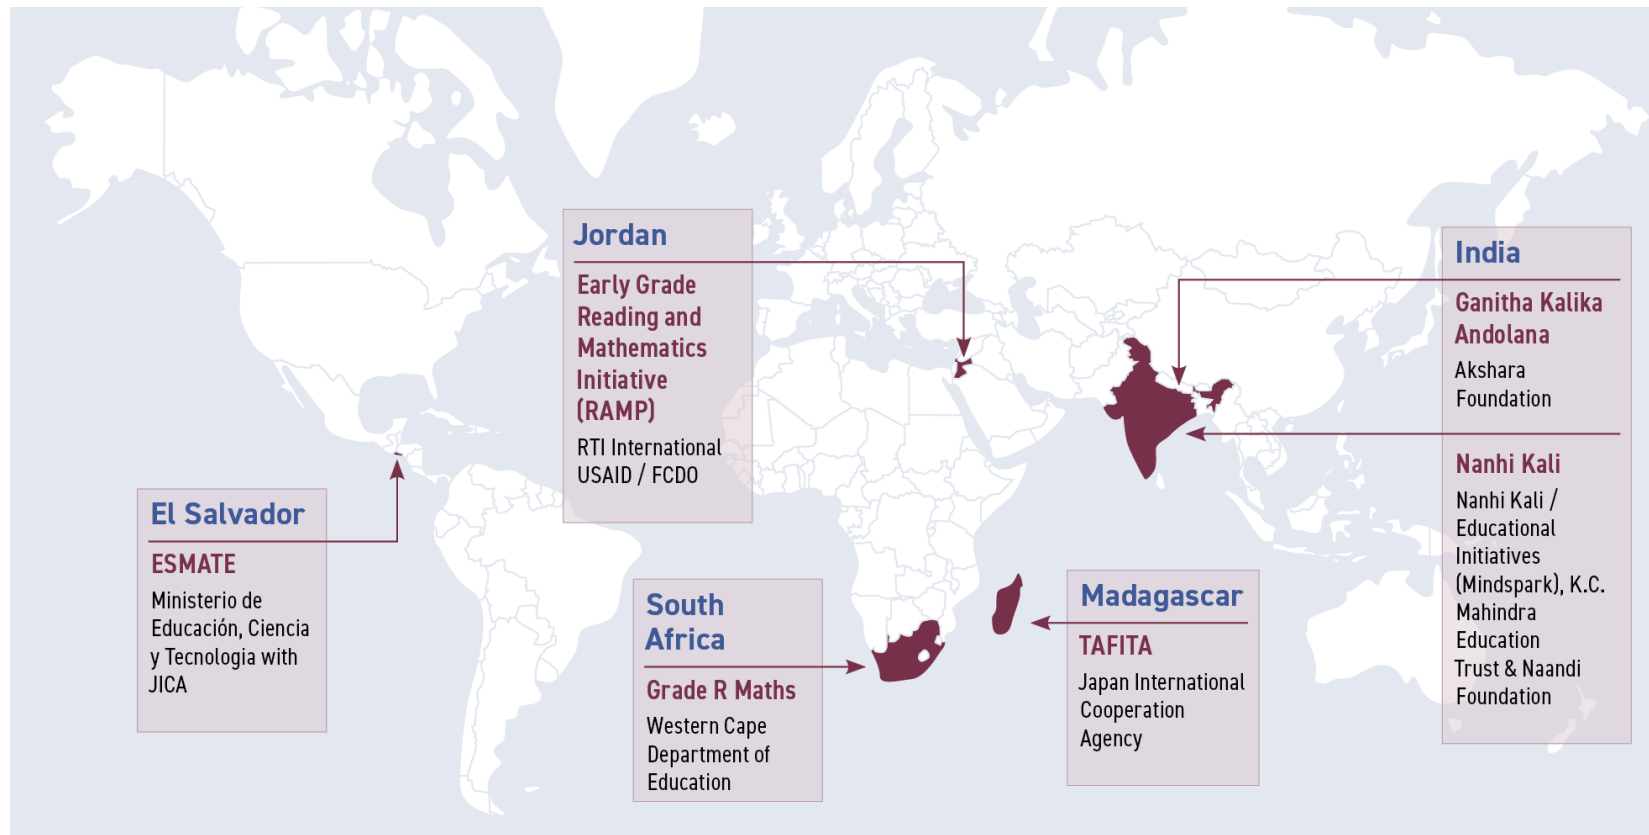 Jordan
Early Grade
Reading and
Mathematics
Initiative
(RAMP)
RTI International
USAID / FCDO
India
Ganitha Kalika
Andolana
Akshara
Foundation
Nanhi Kali
Nanhi Kali /
Educational
Initiatives
(Mindspark), K.C.
Mahindra
Education
Trust & Naandi
Foundation
El Salvador
ESMATE
Ministerio de
Educación, Ciencia
y Tecnologia with
JICA
South
Africa
Grade R Maths
Western Cape
Department of
Education
Madagascar
TAFITA
Japan International
Cooperation
Agency